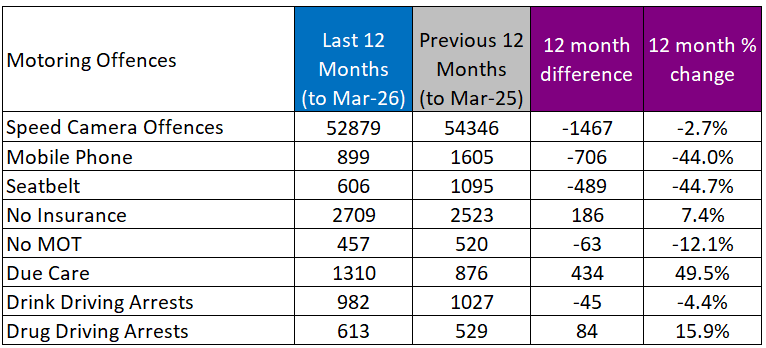 Motoring Offences Last 12 Months (to Mar-26) Previous 12 Months (to Mar-25) 12 month difference 12 month % change
Speed Camera Offences 52879 54346 -1467 -2.7%
Mobile Phone 899 1605 -706 -44.0%
Seatbelt 606 1095 -489 -44.7%
No Insurance 2709 2523 186 7.4%
No MOT 457 520 -63 -12.1%
Due Care 1310 876 434 49.5%
Drink Driving Arrests 982 1027 -45 -4.4%
Drug Driving Arrests 613 529 84 15.9%